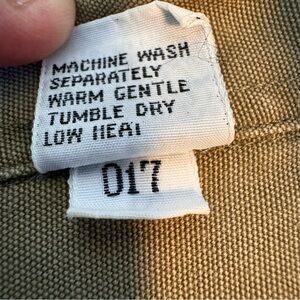 MACHINE WASH
SEPARATELY
WARM GENTLE
TUMBLE DRY
LOW HEAT
017